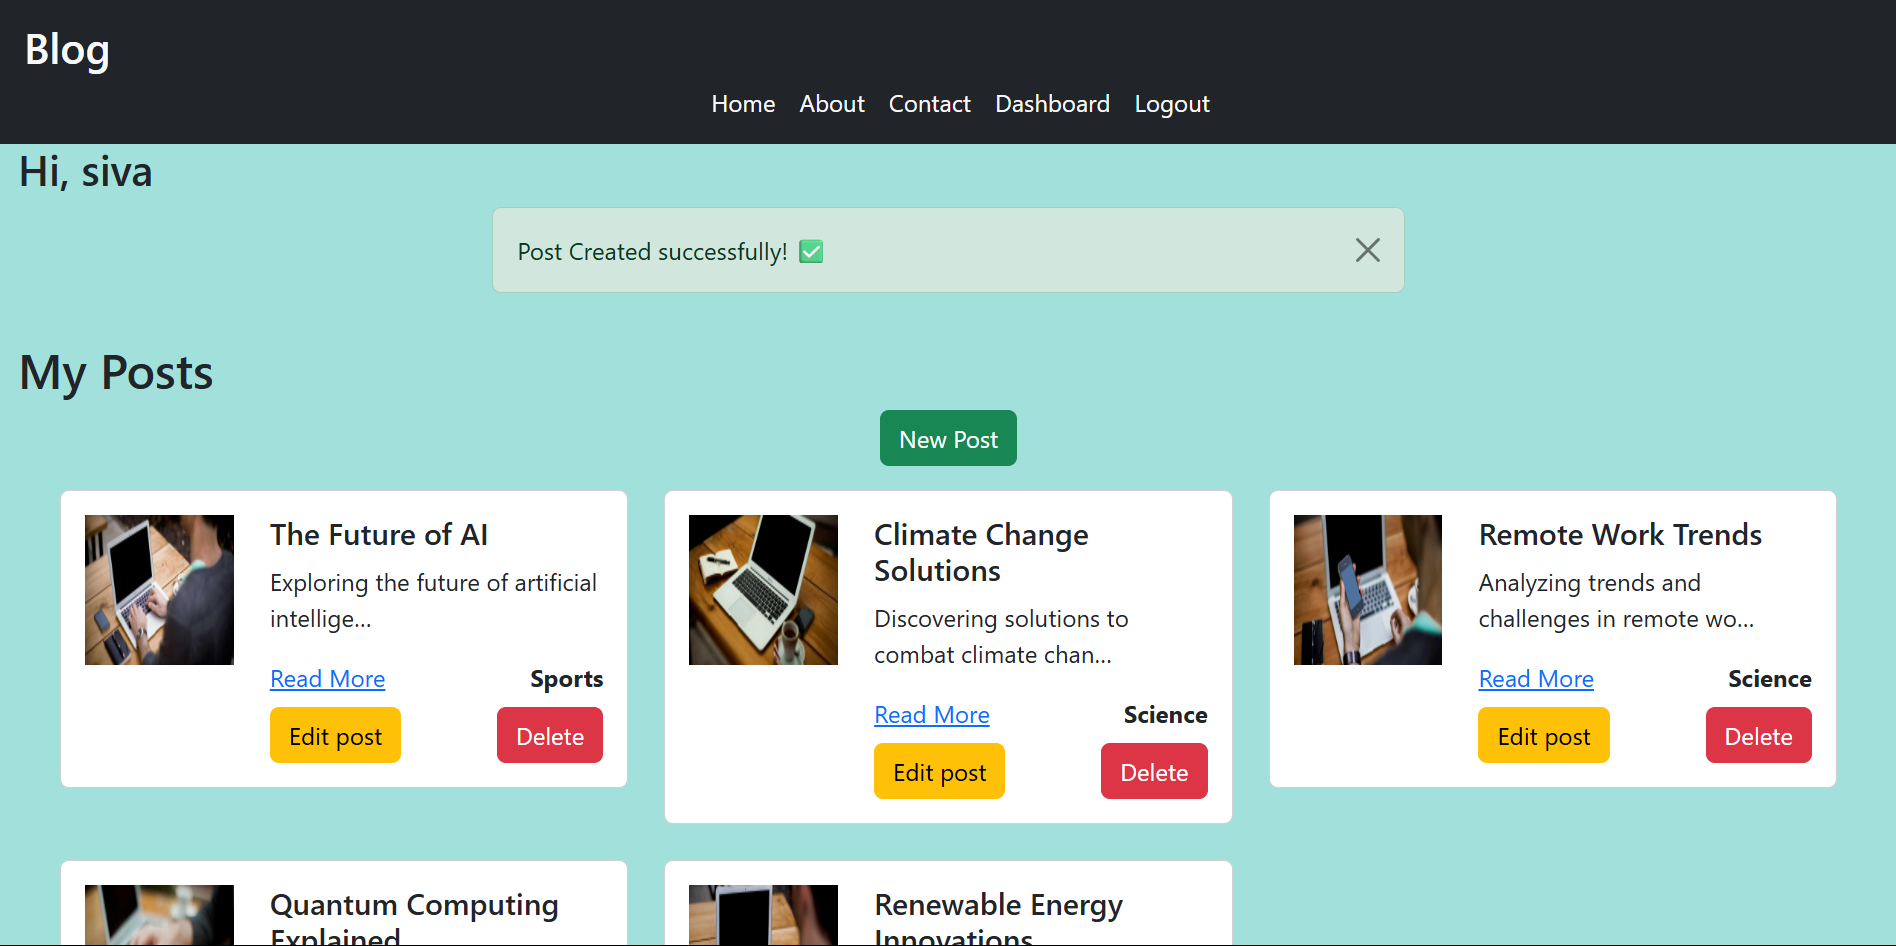 Blog
Home About Contact Dashboard Logout
Hi, siva
Post Created successfully! ✅
My Posts
New Post
The Future of AI
Exploring the future of artificial
intellige...
Read More Sports
Edit post Delete
Climate Change
Solutions
Discovering solutions to
combat climate chan...
Read More Science
Edit post Delete
Remote Work Trends
Analyzing trends and
challenges in remote wo...
Read More Science
Edit post Delete
Quantum Computing
Explained
Renewable Energy
Innovations